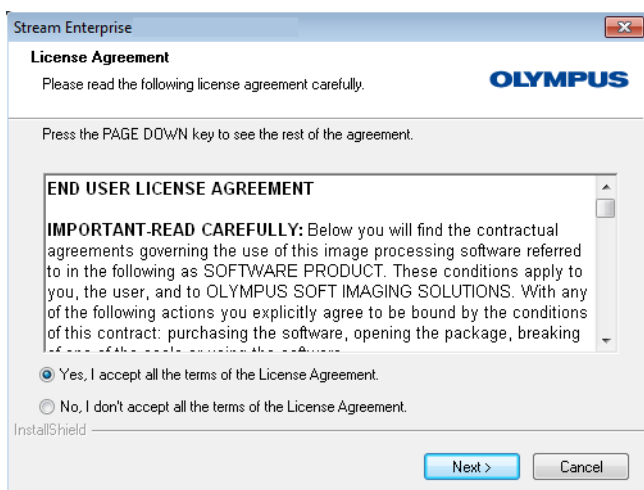 Stream Enterprise
License Agreement
Please read the following license agreement carefully.
OLYMPUS
Press the PAGE DOWN key to see the rest of the agreement.
END USER LICENSE AGREEMENT
IMPORTANT-READ CAREFULLY: Below you will find the contractual
agreements governing the use of this image processing software referred
to in the following as SOFTWARE PRODUCT. These conditions apply to
you, the user, and to OLYMPUS SOFT IMAGING SOLUTIONS. With any
of the following actions you explicitly agree to be bound by the conditions
of this contract: purchasing the software, opening the package, breaking
Yes, I accept all the terms of the License Agreement.
No, I don't accept all the terms of the License Agreement.
InstallShield
Next >
Cancel